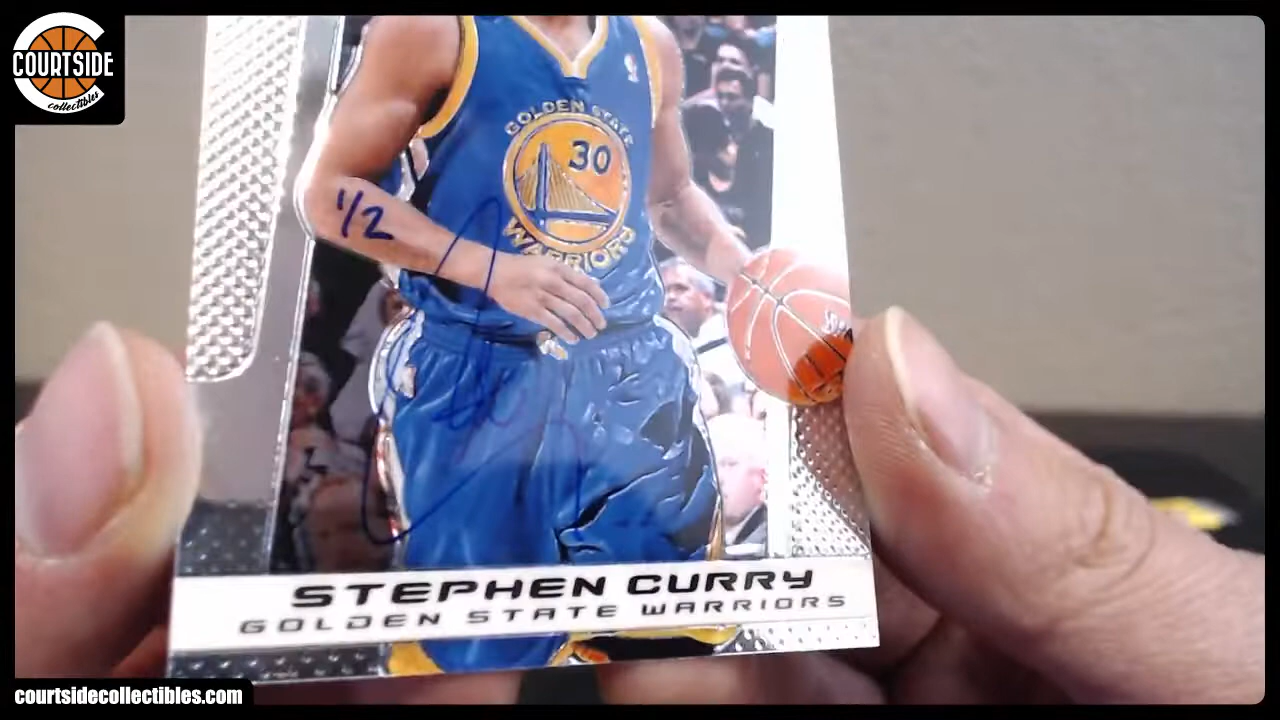 COURTSIDE
collectibles
GOLDEN STATE
30
WARRIORS
1/2
STEPHEN CURRY
GOLDEN STATE WARRIORS
courtsidecollectibles.com